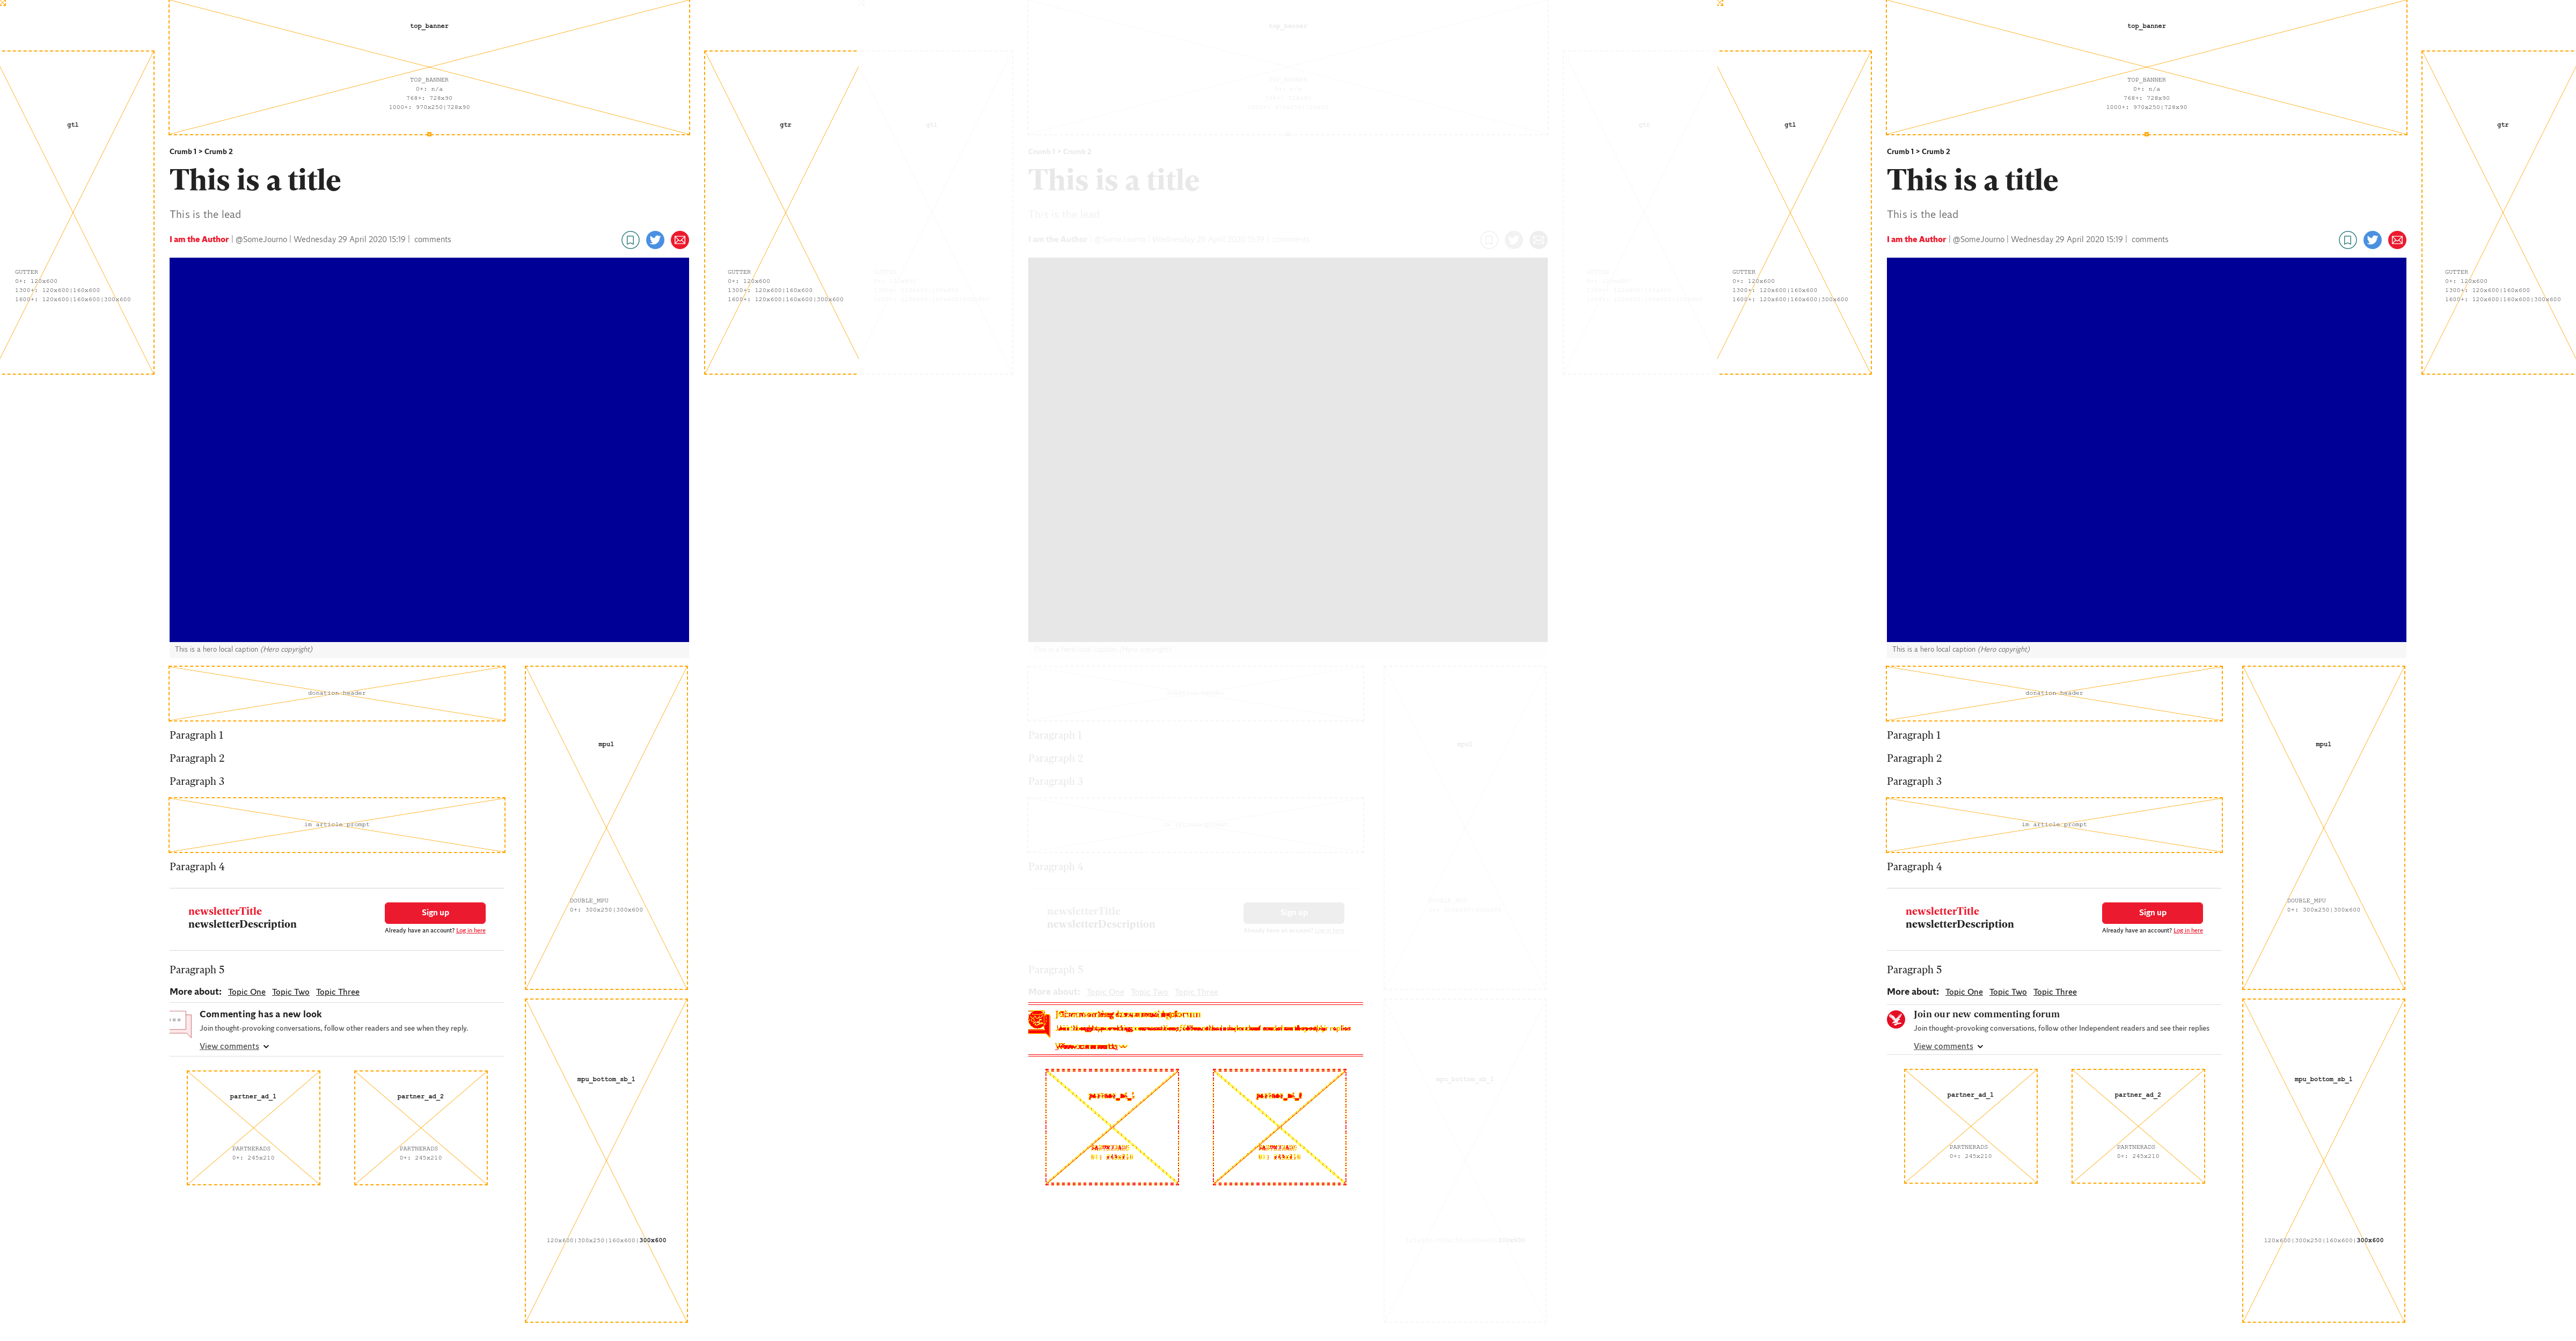 top_banner
TOP_BANNER
0+: n/a
768+: 728x90
1000+: 970x250|728x90
gtl
GUTTER
0+: 120x600
1300+: 120x600|160x600
1600+: 120x600|160x600|300x600
gtr
GUTTER
0+: 120x600
1300+: 120x600|160x600
1600+: 120x600|160x600|300x600
Crumb 1 > Crumb 2
This is a title
This is the lead
I am the Author | @SomeJourno | Wednesday 29 April 2020 15:19 | comments
This is a hero local caption (Hero copyright)
donation header
Paragraph 1
Paragraph 2
Paragraph 3
im article prompt
Paragraph 4
newsletterTitle
newsletterDescription
Sign up
Already have an account? Log in here
Paragraph 5
More about: Topic One Topic Two Topic Three
Commenting has a new look
Join thought-provoking conversations, follow other readers and see when they reply.
View comments
partner_ad_1
PARTNERADS
0+: 245x210
partner_ad_2
PARTNERADS
0+: 245x210
mpu1
DOUBLE_MPU
0+: 300x250|300x600
mpu_bottom_sb_1
120x600|300x250|160x600|300x600
top_banner
gtl
gtr
Crumb 1 > Crumb 2
This is a title
This is the lead
I am the Author | @SomeJourno | Wednesday 29 April 2020 15:19 | comments
Paragraph 1
Paragraph 2
Paragraph 3
Paragraph 4
newsletterTitle
newsletterDescription
Sign up
Already have an account? Log in here
Paragraph 5
More about: Topic One Topic Two Topic Three
mpu1
mpu_bottom_sb_1
top_banner
TOP_BANNER
0+: n/a
768+: 728x90
1000+: 970x250|728x90
gtl
GUTTER
0+: 120x600
1300+: 120x600|160x600
1600+: 120x600|160x600|300x600
gtr
GUTTER
0+: 120x600
1300+: 120x600|160x600
1600+: 120x600|160x600|300x600
Crumb 1 > Crumb 2
This is a title
This is the lead
I am the Author | @SomeJourno | Wednesday 29 April 2020 15:19 | comments
This is a hero local caption (Hero copyright)
donation header
Paragraph 1
Paragraph 2
Paragraph 3
im article prompt
Paragraph 4
newsletterTitle
newsletterDescription
Sign up
Already have an account? Log in here
Paragraph 5
More about: Topic One Topic Two Topic Three
Join our new commenting forum
Join thought-provoking conversations, follow other Independent readers and see their replies
View comments
partner_ad_1
PARTNERADS
0+: 245x210
partner_ad_2
PARTNERADS
0+: 245x210
mpu1
DOUBLE_MPU
0+: 300x250|300x600
mpu_bottom_sb_1
120x600|300x250|160x600|300x600